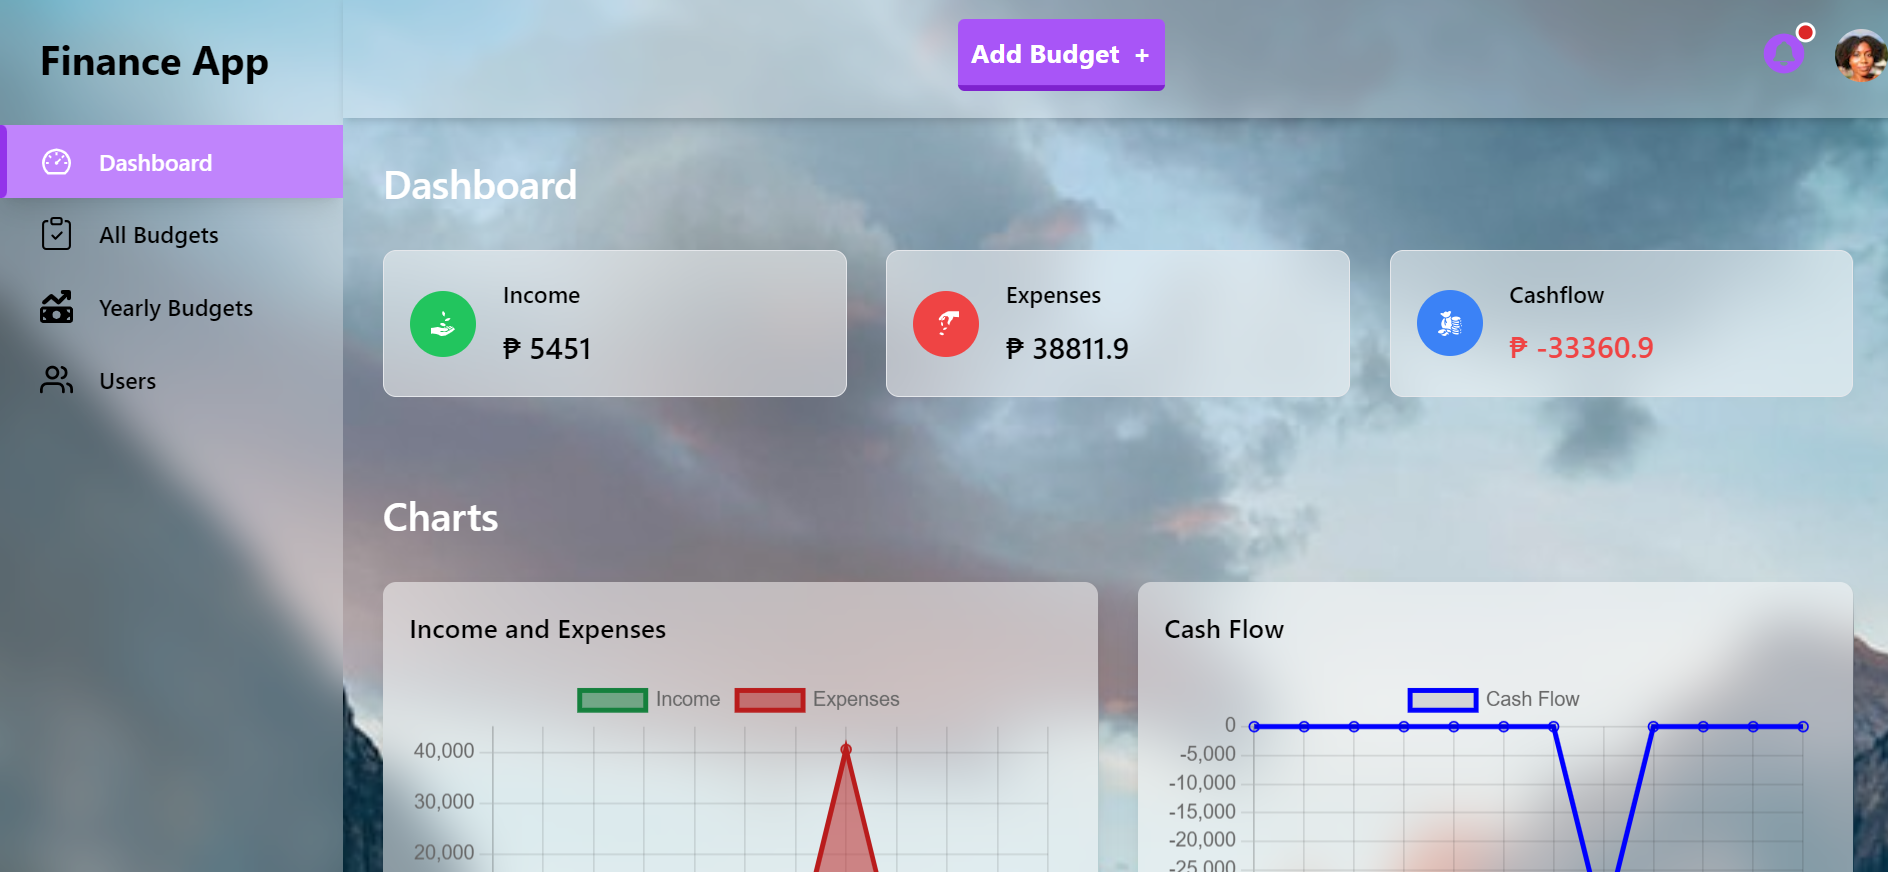 Finance App
Add Budget +
Dashboard
All Budgets
Yearly Budgets
Users
Dashboard
Income
₱ 5451
Expenses
₱ 38811.9
Cashflow
₱ -33360.9
Charts
Income and Expenses
Income Expenses
40,000
30,000
20,000
Cash Flow
Cash Flow
0
-5,000
-10,000
-15,000
-20,000
-25,000